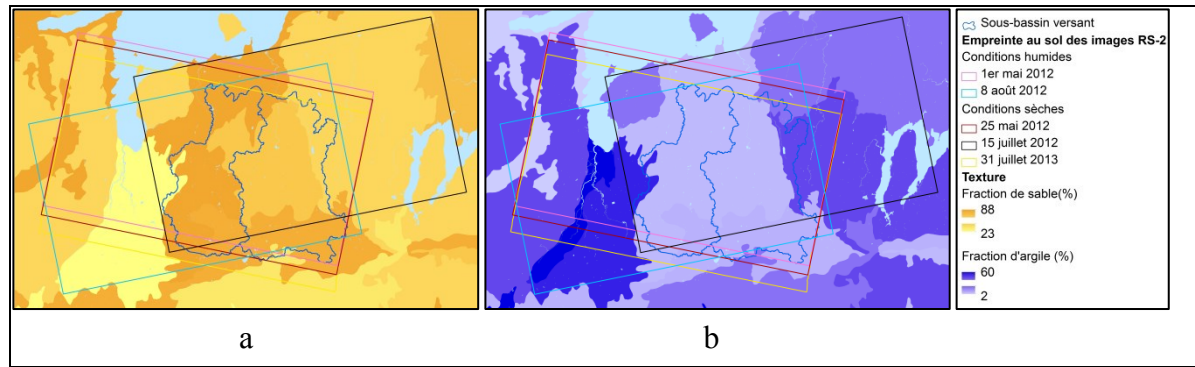 Sous-bassin versant
Empreinte au sol des images RS-2
Conditions humides
1er mai 2012
8 août 2012
Conditions sèches
25 mai 2012
15 juillet 2012
31 juillet 2013
Texture
Fraction de sable(%)
88
23
Fraction d'argile (%)
60
2
a
b